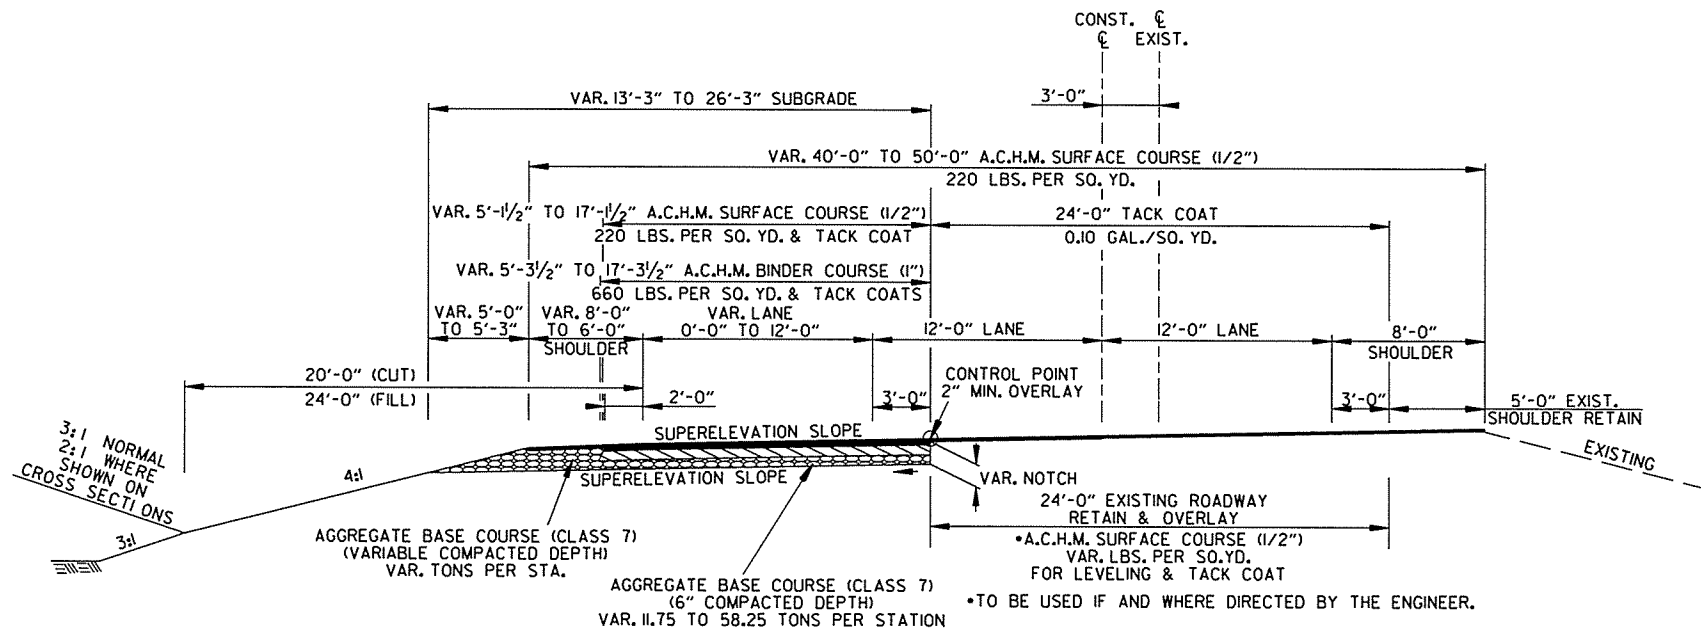 CONST. ℄
℄ EXIST.
VAR. 13'-3" TO 26'-3" SUBGRADE
3'-0"
VAR. 40'-0" TO 50'-0" A.C.H.M. SURFACE COURSE (1/2")
220 LBS. PER SQ. YD.
VAR. 5'-1½" TO 17'-1½" A.C.H.M. SURFACE COURSE (1/2")
220 LBS. PER SQ. YD. & TACK COAT
24'-0" TACK COAT
0.10 GAL./SQ. YD.
VAR. 5'-3½" TO 17'-3½" A.C.H.M. BINDER COURSE (1")
660 LBS. PER SQ. YD. & TACK COATS
VAR. 5'-0"
TO 5'-3"
VAR. 8'-0"
TO 6'-0"
SHOULDER
VAR. LANE
0'-0" TO 12'-0"
12'-0" LANE
12'-0" LANE
8'-0"
SHOULDER
20'-0" (CUT)
24'-0" (FILL)
2'-0"
3'-0"
CONTROL POINT
2" MIN. OVERLAY
3'-0"
5'-0" EXIST.
SHOULDER RETAIN
3:1 NORMAL
2:1 WHERE
SHOWN ON
CROSS SECTIONS
SUPERELEVATION SLOPE
EXISTING
4:1
SUPERELEVATION SLOPE
VAR. NOTCH
3:1
24'-0" EXISTING ROADWAY
RETAIN & OVERLAY
•A.C.H.M. SURFACE COURSE (1/2")
VAR. LBS. PER SQ.YD.
FOR LEVELING & TACK COAT
AGGREGATE BASE COURSE (CLASS 7)
(VARIABLE COMPACTED DEPTH)
VAR. TONS PER STA.
AGGREGATE BASE COURSE (CLASS 7)
(6" COMPACTED DEPTH)
VAR. 11.75 TO 58.25 TONS PER STATION
•TO BE USED IF AND WHERE DIRECTED BY THE ENGINEER.